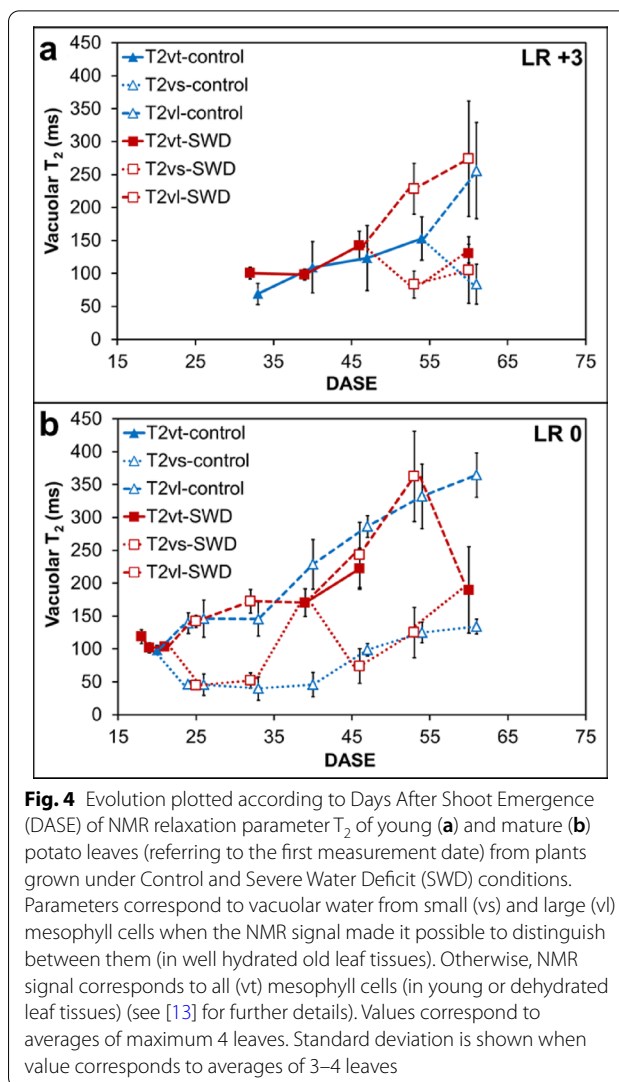 a
LR +3
450
400
350
300
250
200
150
100
50
0
Vacuolar T₂ (ms)
T2vt-control
T2vs-control
T2vl-control
T2vt-SWD
T2vs-SWD
T2vl-SWD
15 25 35 45 55 65 75
DASE
b
LR 0
450
400
350
300
250
200
150
100
50
0
Vacuolar T₂ (ms)
T2vt-control
T2vs-control
T2vl-control
T2vt-SWD
T2vs-SWD
T2vl-SWD
15 25 35 45 55 65 75
DASE
Fig. 4 Evolution plotted according to Days After Shoot Emergence
(DASE) of NMR relaxation parameter T₂ of young (a) and mature (b)
potato leaves (referring to the first measurement date) from plants
grown under Control and Severe Water Deficit (SWD) conditions.
Parameters correspond to vacuolar water from small (vs) and large (vl)
mesophyll cells when the NMR signal made it possible to distinguish
between them (in well hydrated old leaf tissues). Otherwise, NMR
signal corresponds to all (vt) mesophyll cells (in young or dehydrated
leaf tissues) (see [13] for further details). Values correspond to
averages of maximum 4 leaves. Standard deviation is shown when
value corresponds to averages of 3–4 leaves